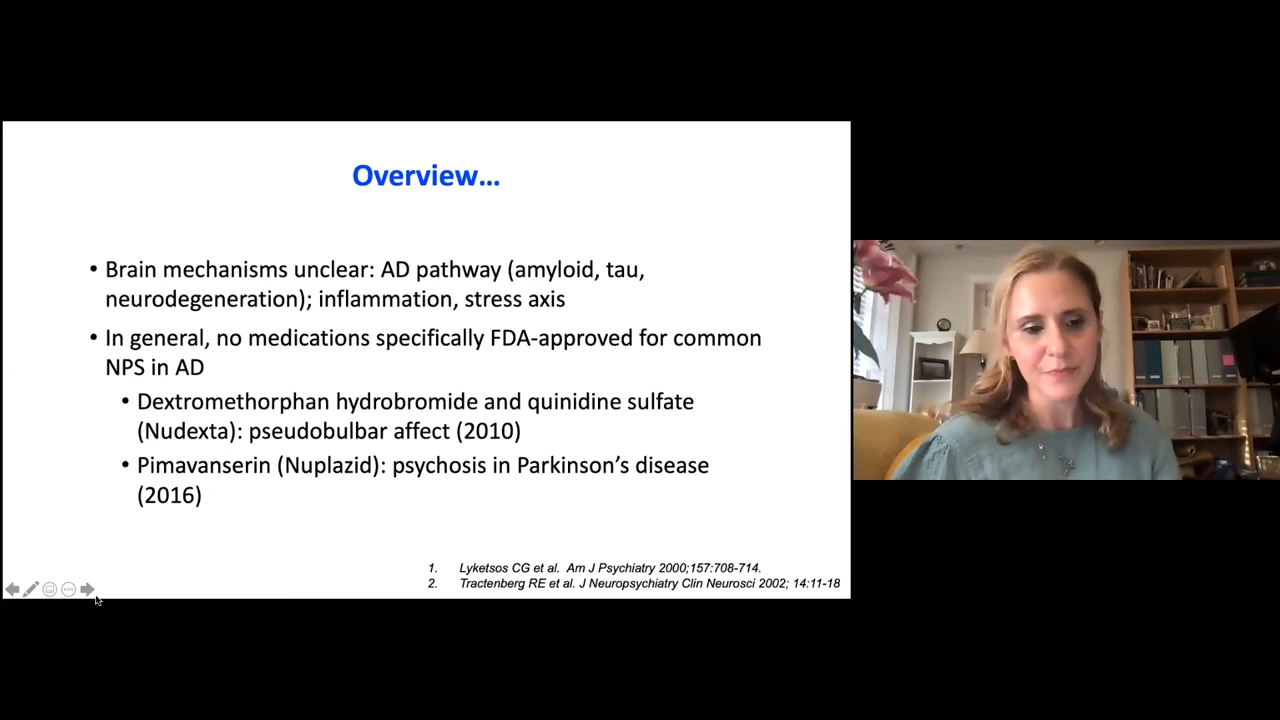 Overview…
• Brain mechanisms unclear: AD pathway (amyloid, tau,
neurodegeneration); inflammation, stress axis
• In general, no medications specifically FDA-approved for common
NPS in AD
• Dextromethorphan hydrobromide and quinidine sulfate
(Nudexta): pseudobulbar affect (2010)
• Pimavanserin (Nuplazid): psychosis in Parkinson’s disease
(2016)
1. Lyketsos CG et al. Am J Psychiatry 2000;157:708-714.
2. Tractenberg RE et al. J Neuropsychiatry Clin Neurosci 2002; 14:11-18